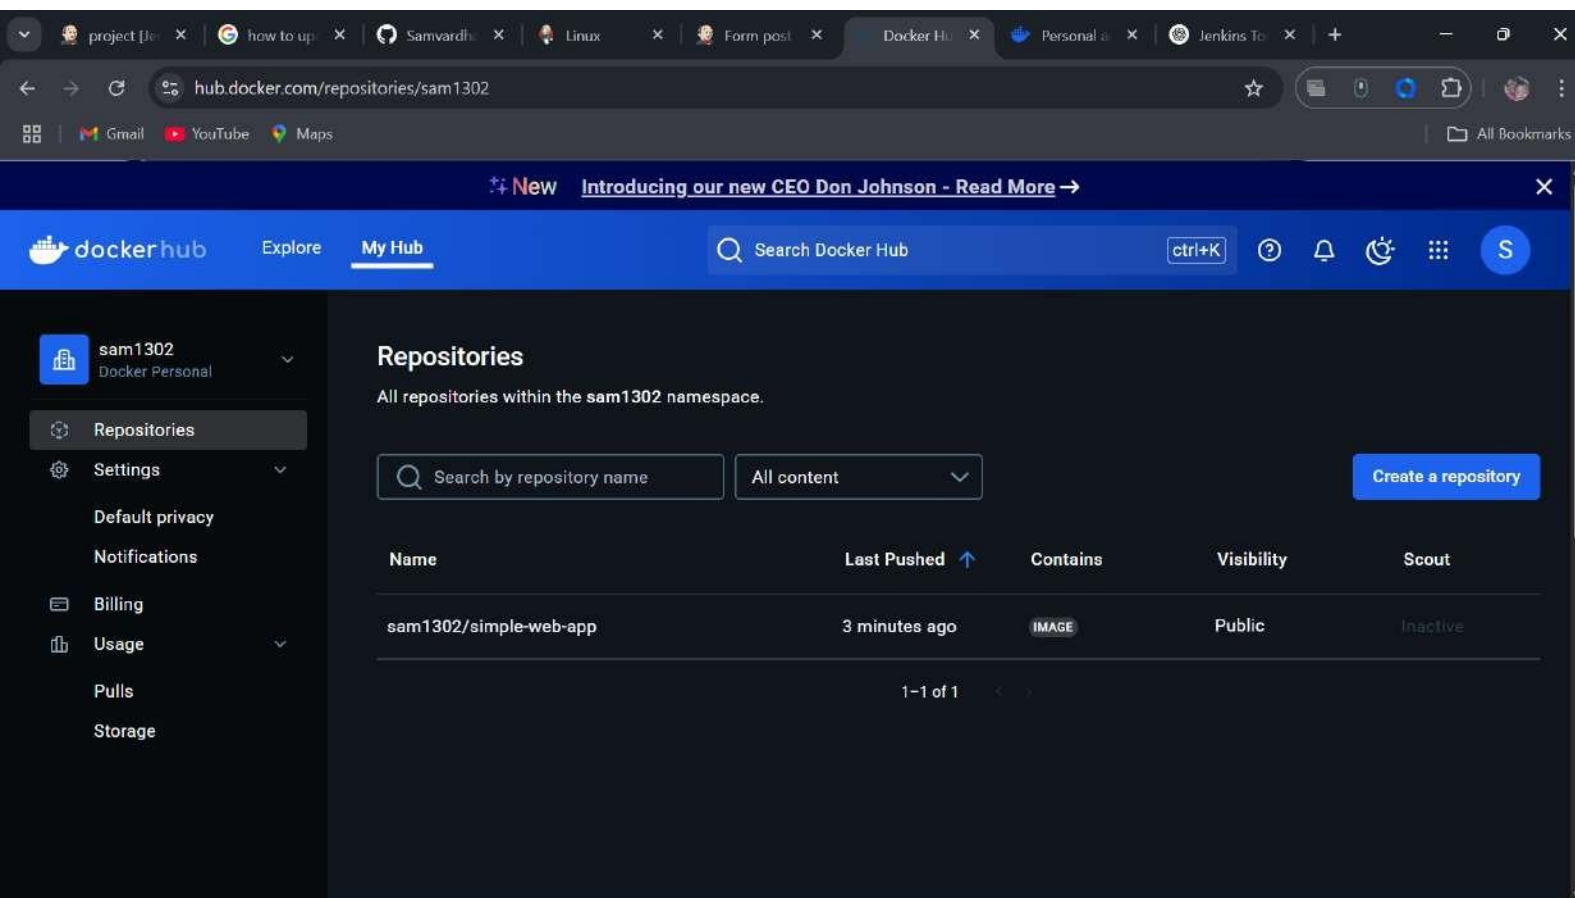 project [Je
how to up
Samvardh
Linux
Form post
Docker Hu
Personal a
Jenkins To
hub.docker.com/repositories/sam1302
Gmail
YouTube
Maps
All Bookmarks
New Introducing our new CEO Don Johnson - Read More →
dockerhub
Explore
My Hub
Search Docker Hub
ctrl+K
S
sam1302
Docker Personal
Repositories
Settings
Default privacy
Notifications
Billing
Usage
Pulls
Storage
Repositories
All repositories within the sam1302 namespace.
Search by repository name
All content
Create a repository
Name Last Pushed Contains Visibility Scout
sam1302/simple-web-app 3 minutes ago IMAGE Public Inactive
1–1 of 1